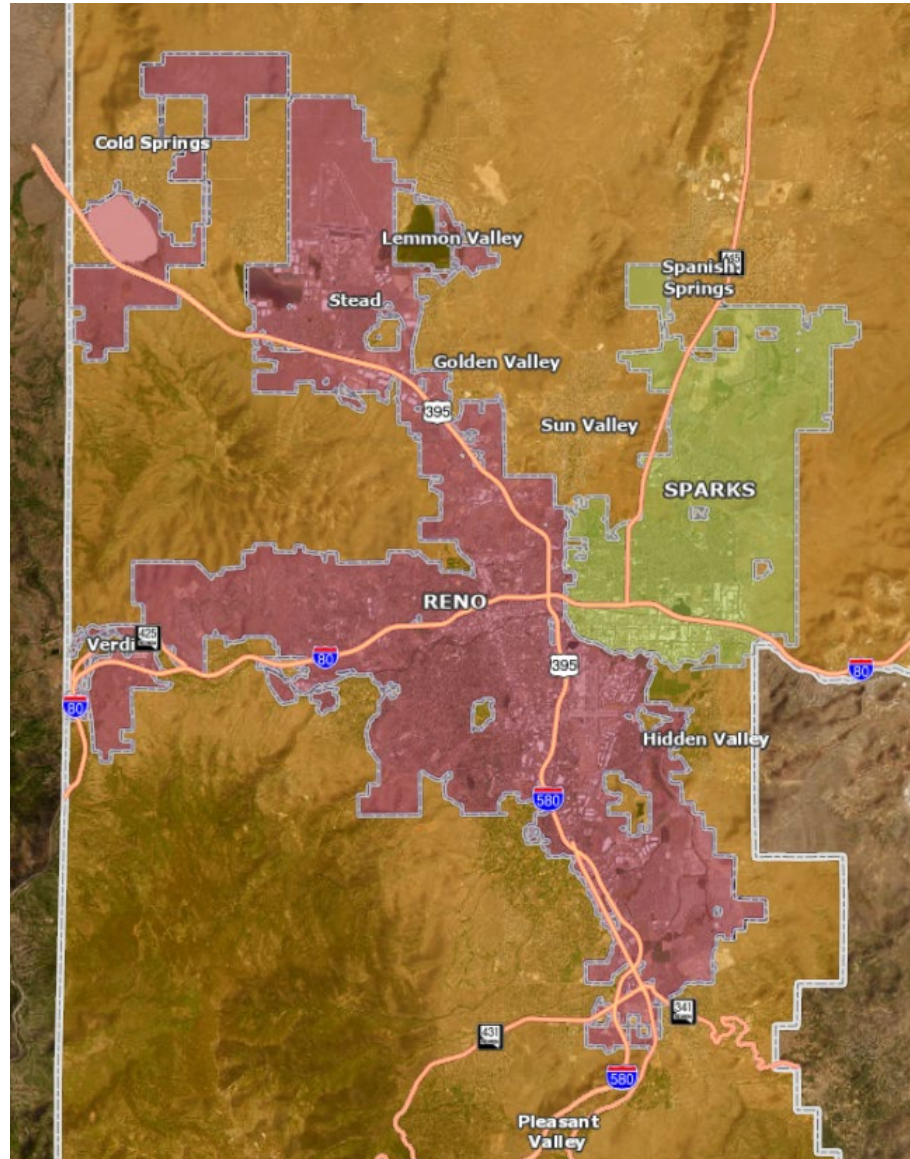 Cold Springs
Lemmon Valley
445
Spanish
Springs
Stead
Golden Valley
395
Sun Valley
SPARKS
RENO
425
Verdi
80
395
80
80
Hidden Valley
580
341
431
580
Pleasant
Valley